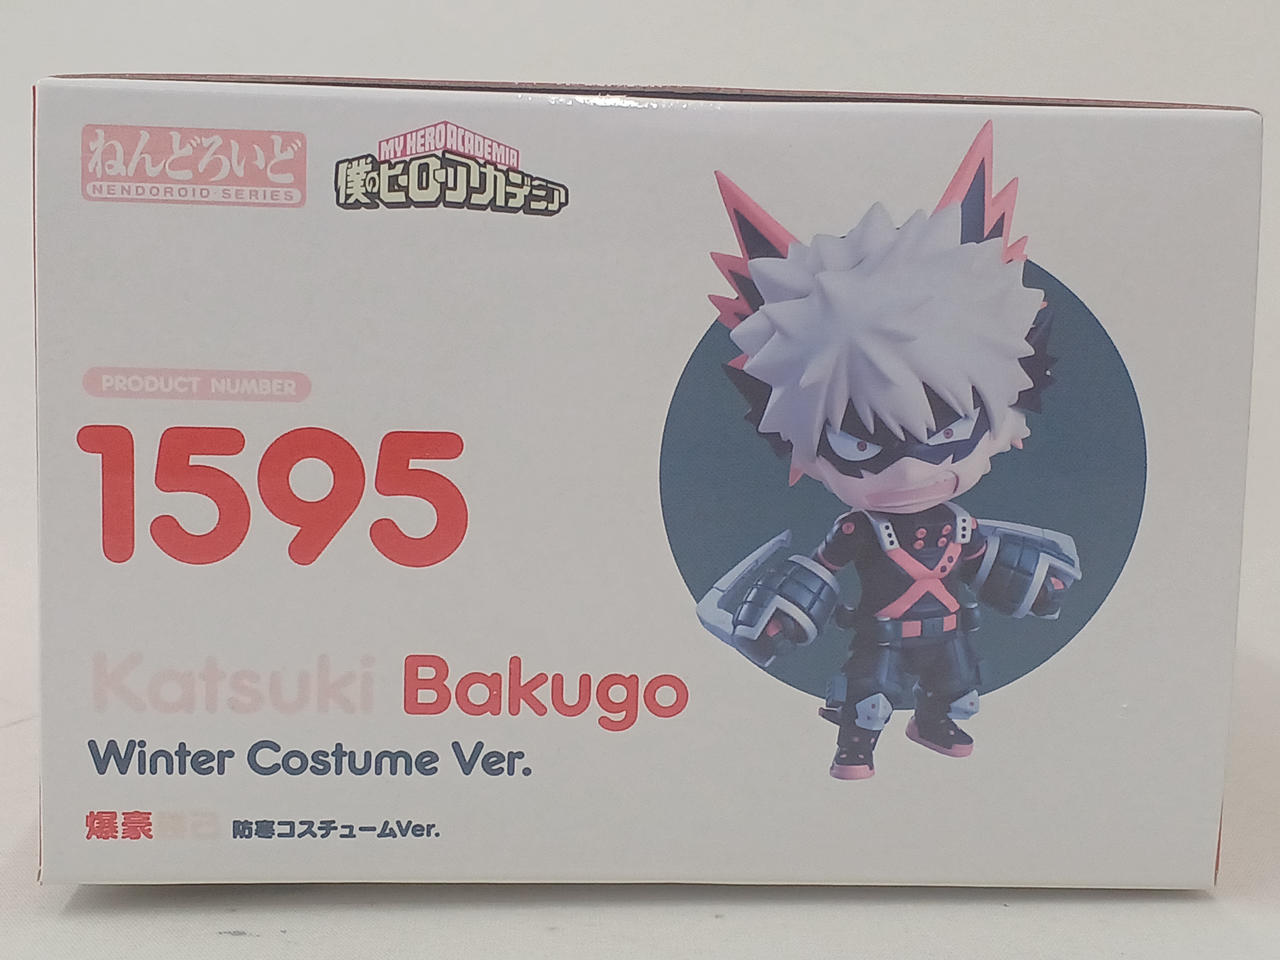 ねんどろいど
NENDOROID SERIES
MY HERO ACADEMIA
僕のヒーローアカデミア
PRODUCT NUMBER
1595
Katsuki Bakugo
Winter Costume Ver.
爆豪勝己 防寒コスチュームVer.